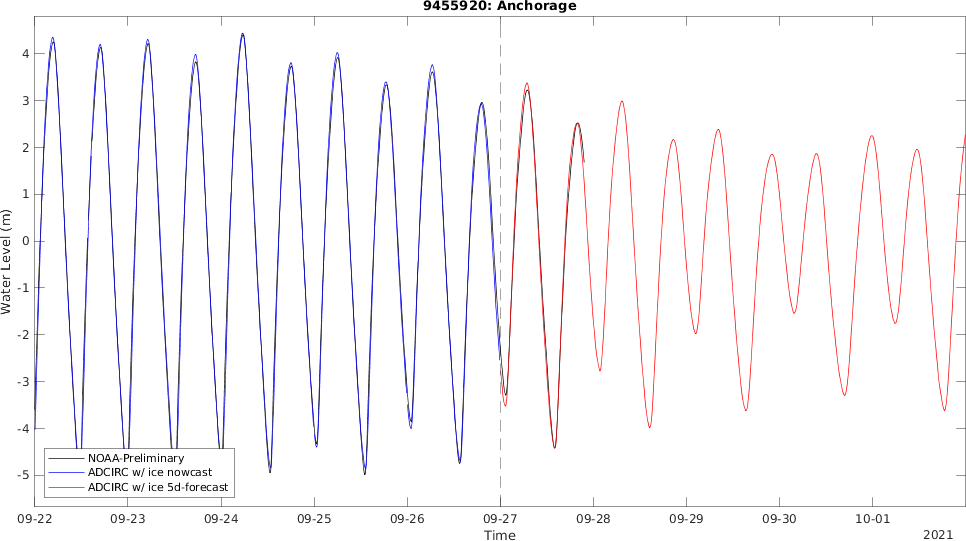 9455920: Anchorage
4
3
2
1
0
-1
-2
-3
-4
-5
Water Level (m)
NOAA-Preliminary
ADCIRC w/ ice nowcast
ADCIRC w/ ice 5d-forecast
09-22 09-23 09-24 09-25 09-26 09-27 09-28 09-29 09-30 10-01
Time
2021